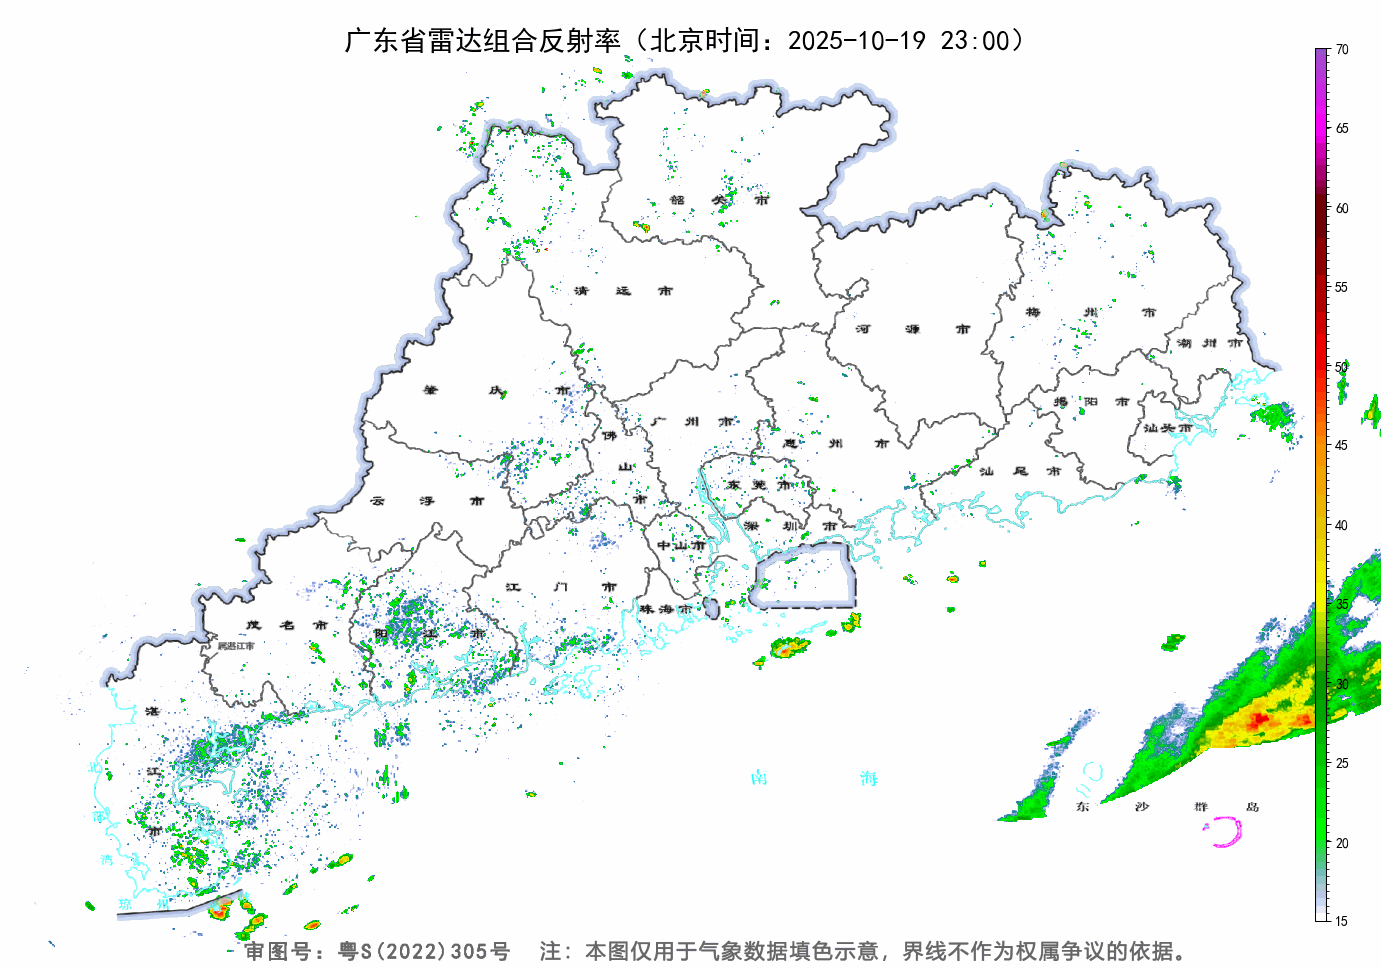 广东省雷达组合反射率（北京时间：2025-10-19 23:00）
70
65
60
55
50
45
40
35
30
25
20
15
韶关市
清远市
河源市
梅州市
潮州市
肇庆市
广州市
佛山市
惠州市
揭阳市
汕头市
汕尾市
云浮市
东莞市
深圳市
中山市
江门市
珠海市
茂名市
属湛江市
阳江市
湛江市
北部湾
琼州
南海
东沙群岛
审图号：粤S(2022)305号 注：本图仅用于气象数据填色示意，界线不作为权属争议的依据。